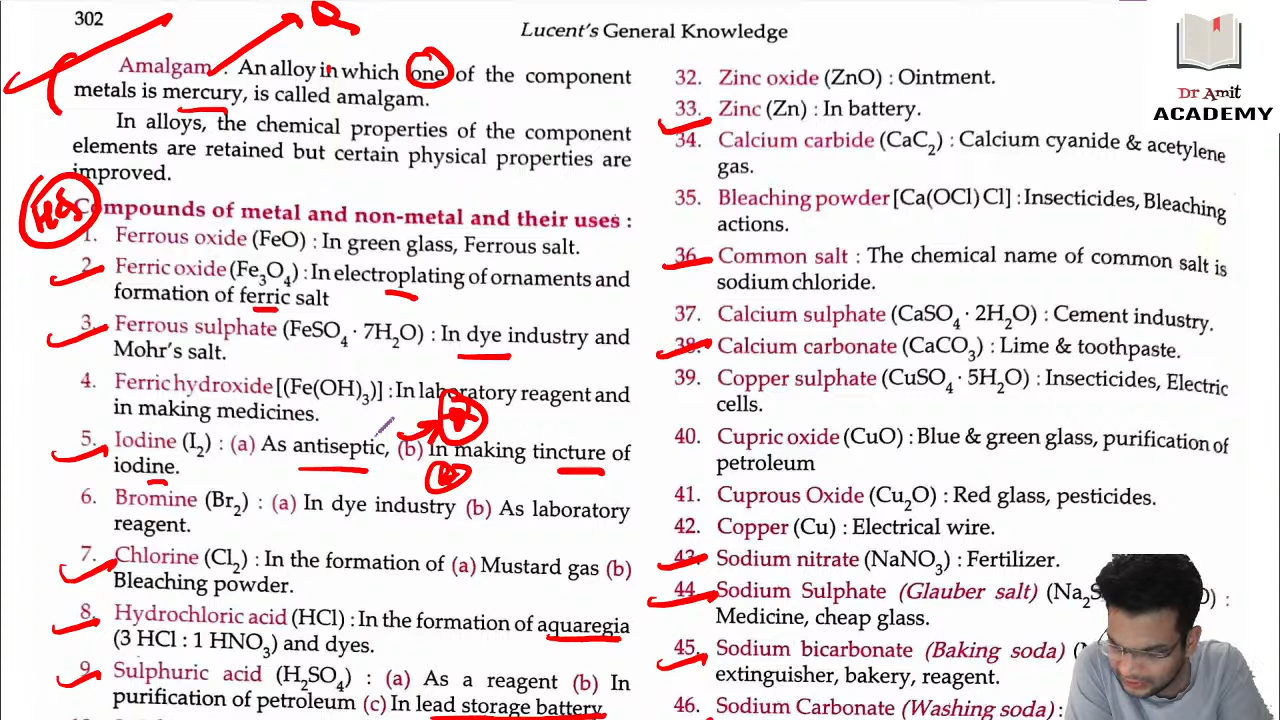 302
Lucent's General Knowledge
Amalgam : An alloy in which one of the component
metals is mercury, is called amalgam.
In alloys, the chemical properties of the component
elements are retained but certain physical properties are
improved.
Compounds of metal and non-metal and their uses :
1. Ferrous oxide (FeO) : In green glass, Ferrous salt.
2. Ferric oxide (Fe₃O₄) : In electroplating of ornaments and
formation of ferric salt
3. Ferrous sulphate (FeSO₄ · 7H₂O) : In dye industry and
Mohr's salt.
4. Ferric hydroxide [(Fe(OH)₃)] : In laboratory reagent and
in making medicines.
5. Iodine (I₂) : (a) As antiseptic, (b) In making tincture of
iodine.
6. Bromine (Br₂) : (a) In dye industry (b) As laboratory
reagent.
7. Chlorine (Cl₂) : In the formation of (a) Mustard gas (b)
Bleaching powder.
8. Hydrochloric acid (HCl) : In the formation of aquaregia
(3 HCl : 1 HNO₃) and dyes.
9. Sulphuric acid (H₂SO₄) : (a) As a reagent (b) In
purification of petroleum (c) In lead storage battery
32. Zinc oxide (ZnO) : Ointment.
33. Zinc (Zn) : In battery.
34. Calcium carbide (CaC₂) : Calcium cyanide & acetylene
gas.
35. Bleaching powder [Ca(OCl) Cl] : Insecticides, Bleaching
actions.
36. Common salt : The chemical name of common salt is
sodium chloride.
37. Calcium sulphate (CaSO₄ · 2H₂O) : Cement industry.
38. Calcium carbonate (CaCO₃) : Lime & toothpaste.
39. Copper sulphate (CuSO₄ · 5H₂O) : Insecticides, Electric
cells.
40. Cupric oxide (CuO) : Blue & green glass, purification of
petroleum
41. Cuprous Oxide (Cu₂O) : Red glass, pesticides.
42. Copper (Cu) : Electrical wire.
43. Sodium nitrate (NaNO₃) : Fertilizer.
44. Sodium Sulphate (Glauber salt) :
Medicine, cheap glass.
45. Sodium bicarbonate (Baking soda)
extinguisher, bakery, reagent.
46. Sodium Carbonate (Washing soda) :
Dr Amit
ACADEMY
Hg